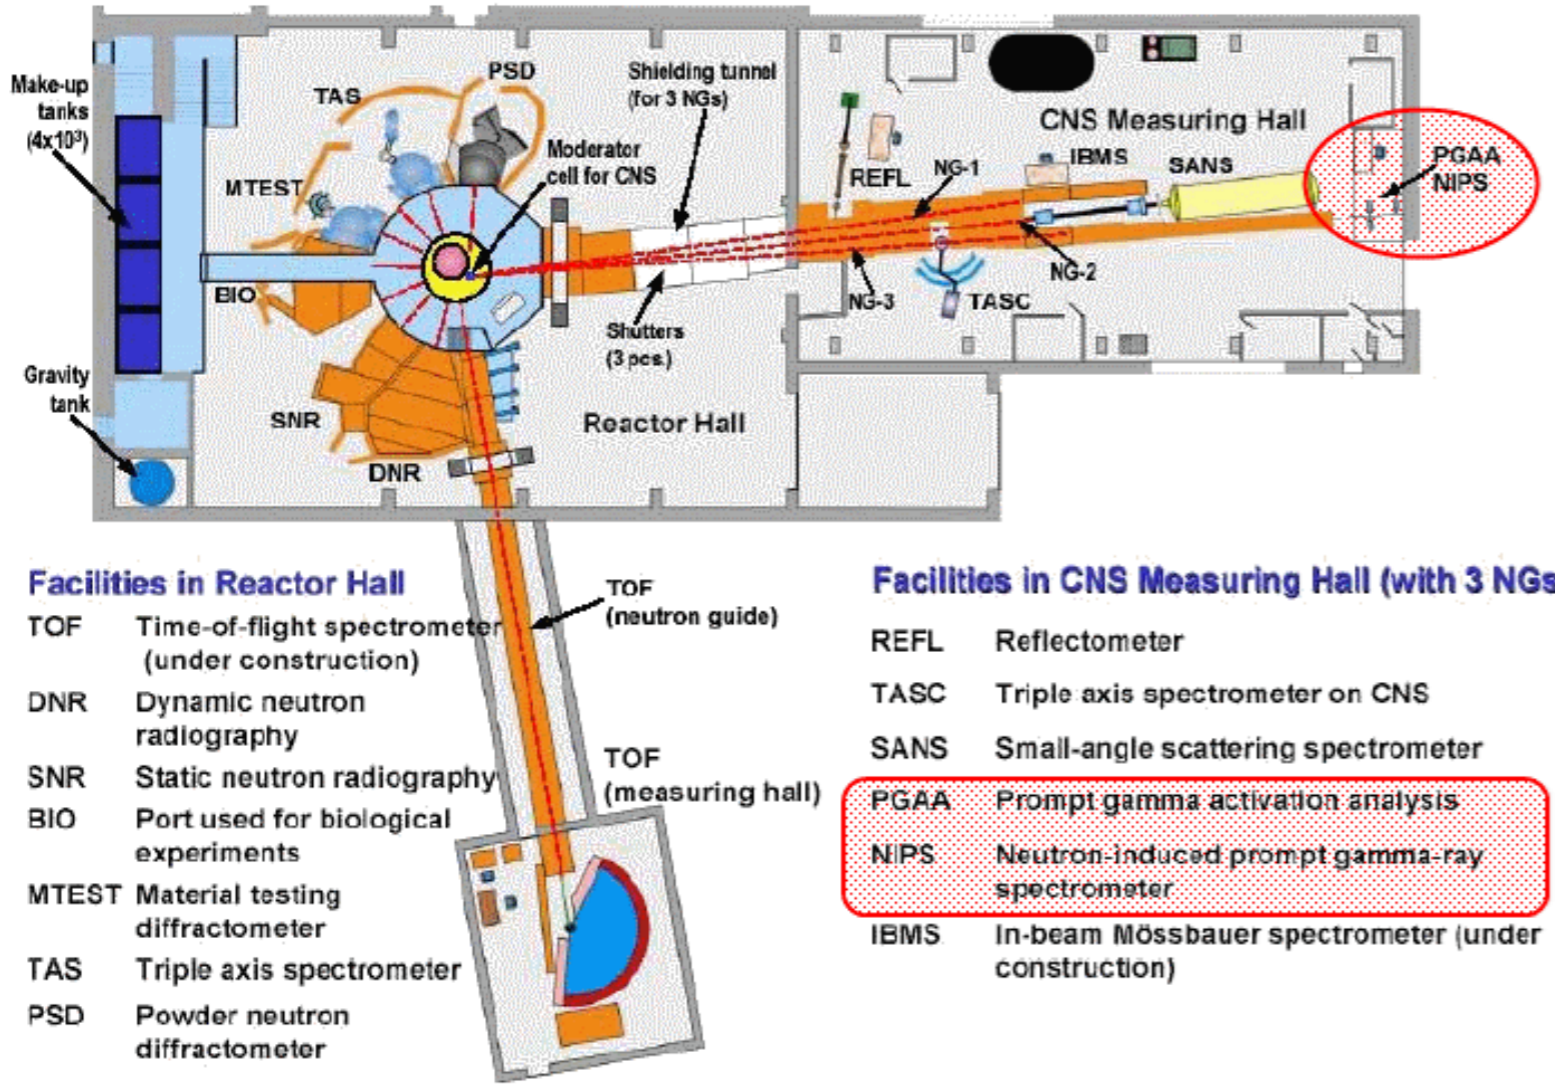 Make-up
tanks
(4x10³)
TAS
PSD
MTEST
Moderator
cell for CNS
Shielding tunnel
(for 3 NGs)
CNS Measuring Hall
PGAA
NIPS
REFL
NG-1
IBMS
SANS
NG-2
NG-3
TASC
BIO
Shutters
(3 pcs.)
Gravity
tank
SNR
DNR
Reactor Hall
TOF
(neutron guide)
TOF
(measuring hall)
Facilities in Reactor Hall
TOF Time-of-flight spectrometer
(under construction)
DNR Dynamic neutron
radiography
SNR Static neutron radiography
BIO Port used for biological
experiments
MTEST Material testing
diffractometer
TAS Triple axis spectrometer
PSD Powder neutron
diffractometer
Facilities in CNS Measuring Hall (with 3 NGs
REFL Reflectometer
TASC Triple axis spectrometer on CNS
SANS Small-angle scattering spectrometer
PGAA Prompt gamma activation analysis
NIPS Neutron-induced prompt gamma-ray
spectrometer
IBMS In-beam Mössbauer spectrometer (under
construction)